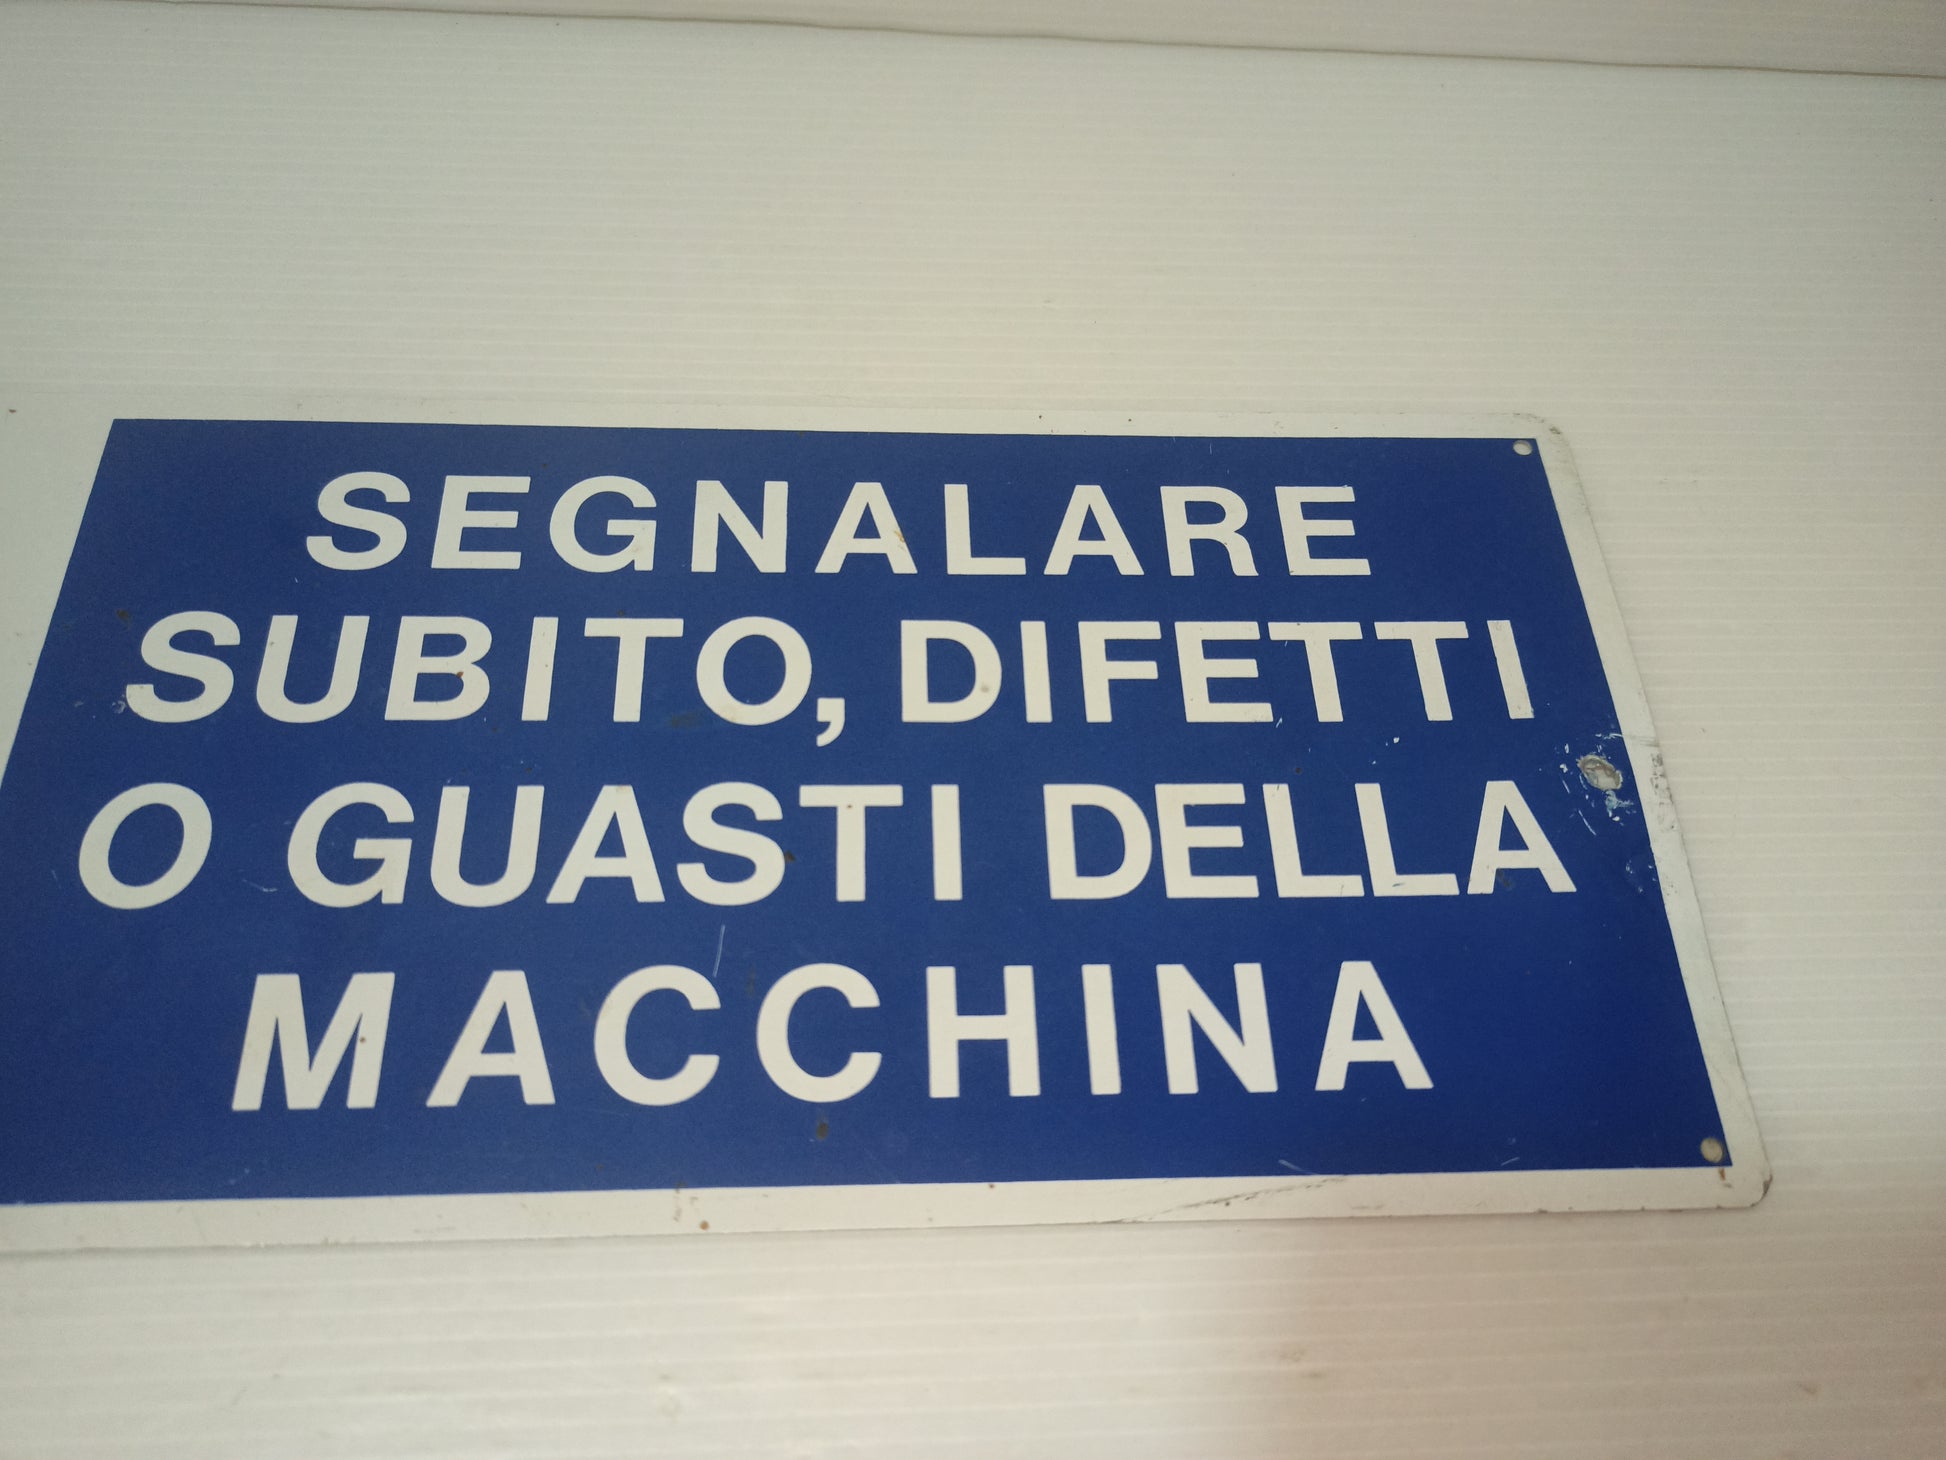 SEGNALARE
SUBITO, DIFETTI
O GUASTI DELLA
MACCHINA